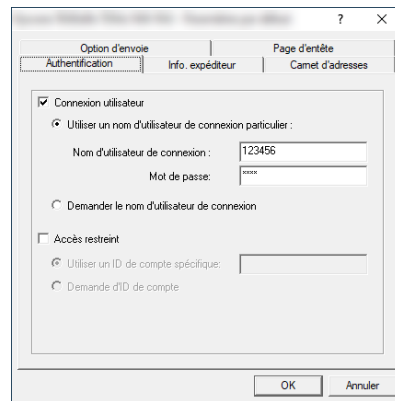 Option d'envoie
Page d'entête
Authentification
Info. expéditeur
Carnet d'adresses
Connexion utilisateur
Utiliser un nom d'utilisateur de connexion particulier :
Nom d'utilisateur de connexion :
123456
Mot de passe:
****
Demander le nom d'utilisateur de connexion
Accès restreint
Utiliser un ID de compte spécifique:
Demande d'ID de compte
OK
Annuler